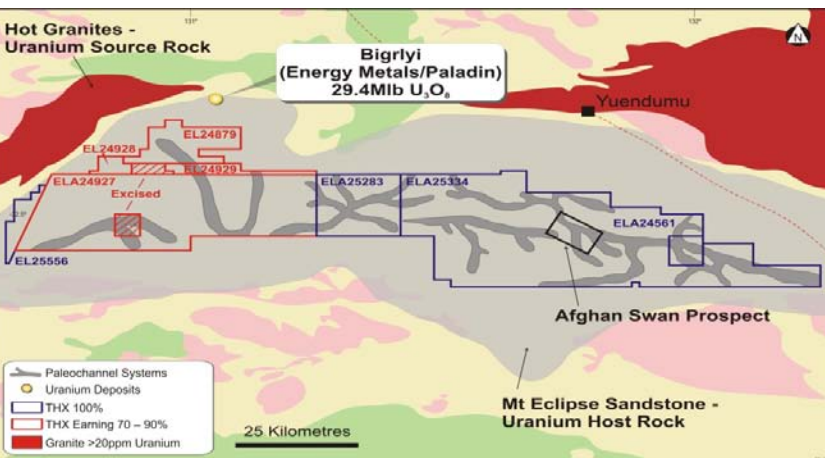 131°
132°
Hot Granites -
Uranium Source Rock
Bigrlyi
(Energy Metals/Paladin)
29.4Mlb U₃O₈
N
Yuendumu
EL24879
EL24928
EL24929
ELA24927
ELA25283
ELA25334
Excised
ELA24561
EL25556
Afghan Swan Prospect
Mt Eclipse Sandstone -
Uranium Host Rock
Paleochannel Systems
Uranium Deposits
THX 100%
THX Earning 70 – 90%
Granite >20ppm Uranium
25 Kilometres